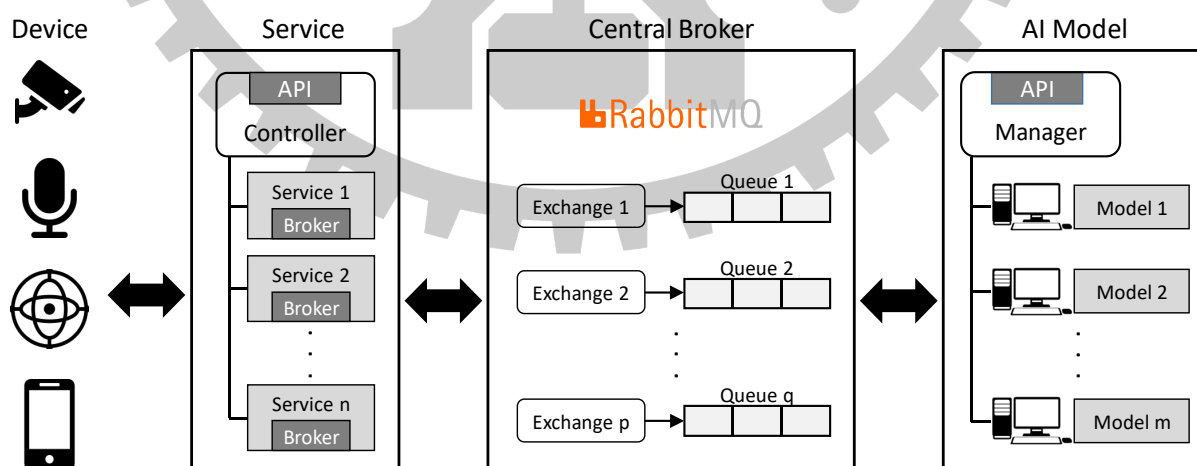 Device
Service
Central Broker
AI Model
API
Controller
Service 1
Broker
Service 2
Broker
.
.
.
Service n
Broker
RabbitMQ
Exchange 1
Queue 1
Exchange 2
Queue 2
.
.
.
Exchange p
Queue q
API
Manager
Model 1
Model 2
.
.
.
Model m